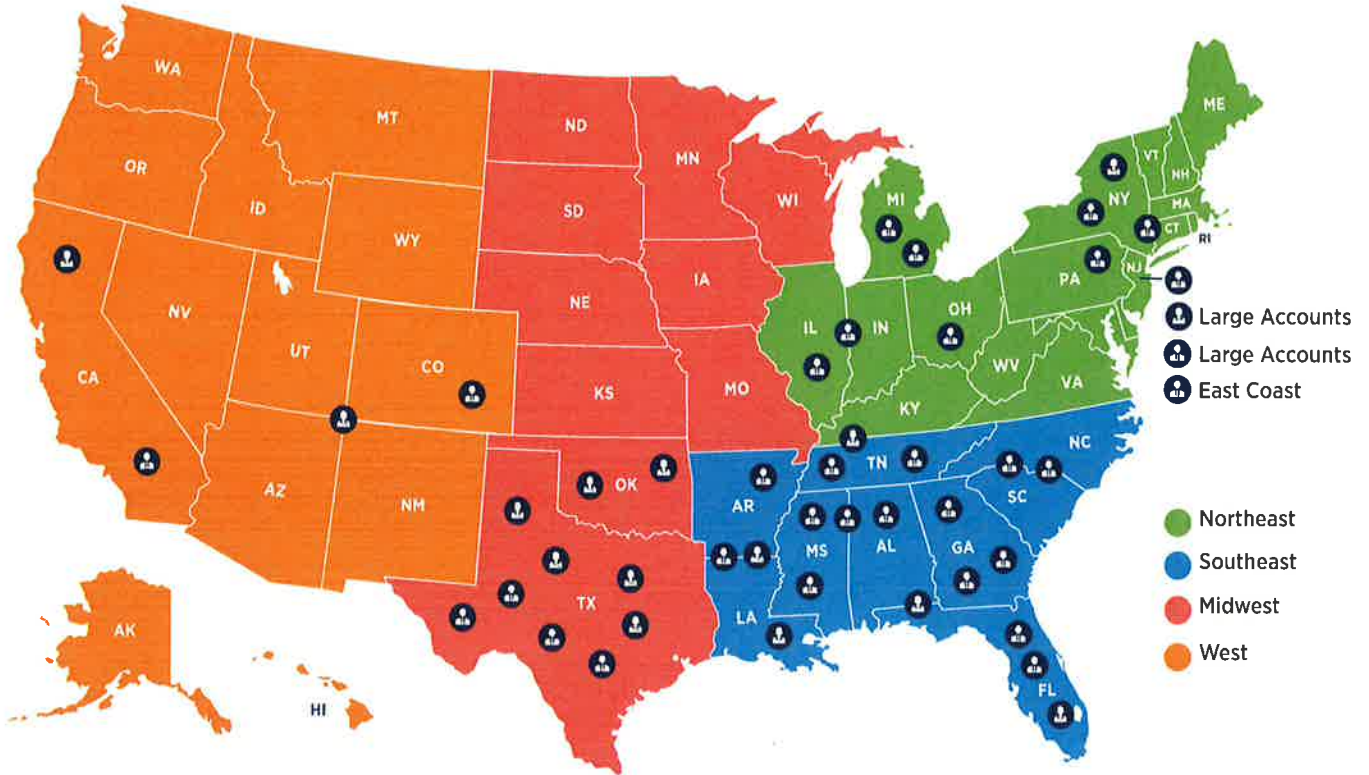 WA
MT
ND
MN
ME
OR
ID
SD
WI
MI
VT
NH
NY
MA
CT
RI
WY
IA
PA
NJ
NE
NV
UT
CO
IL
IN
OH
Large Accounts
CA
KS
MO
WV
VA
Large Accounts
KY
East Coast
AZ
NM
OK
AR
TN
NC
SC
MS
AL
GA
Northeast
TX
LA
Southeast
AK
HI
FL
Midwest
West